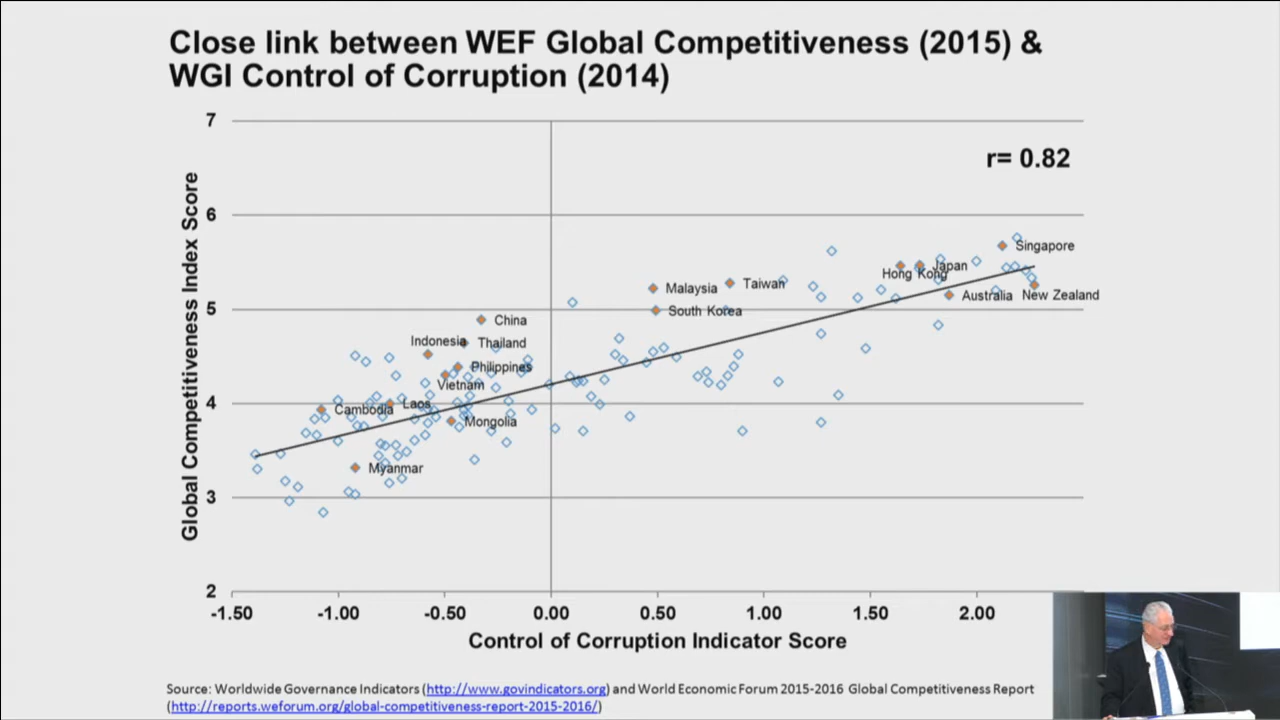 Close link between WEF Global Competitiveness (2015) &
WGI Control of Corruption (2014)
7
r= 0.82
Global Competitiveness Index Score
6
Singapore
Japan
Hong Kong
Malaysia
Taiwan
Australia
New Zealand
5
South Korea
China
Indonesia
Thailand
Philippines
Vietnam
4
Cambodia
Laos
Mongolia
Myanmar
3
2
-1.50 -1.00 -0.50 0.00 0.50 1.00 1.50 2.00
Control of Corruption Indicator Score
Source: Worldwide Governance Indicators (http://www.govindicators.org) and World Economic Forum 2015-2016 Global Competitiveness Report
(http://reports.weforum.org/global-competitiveness-report-2015-2016/)